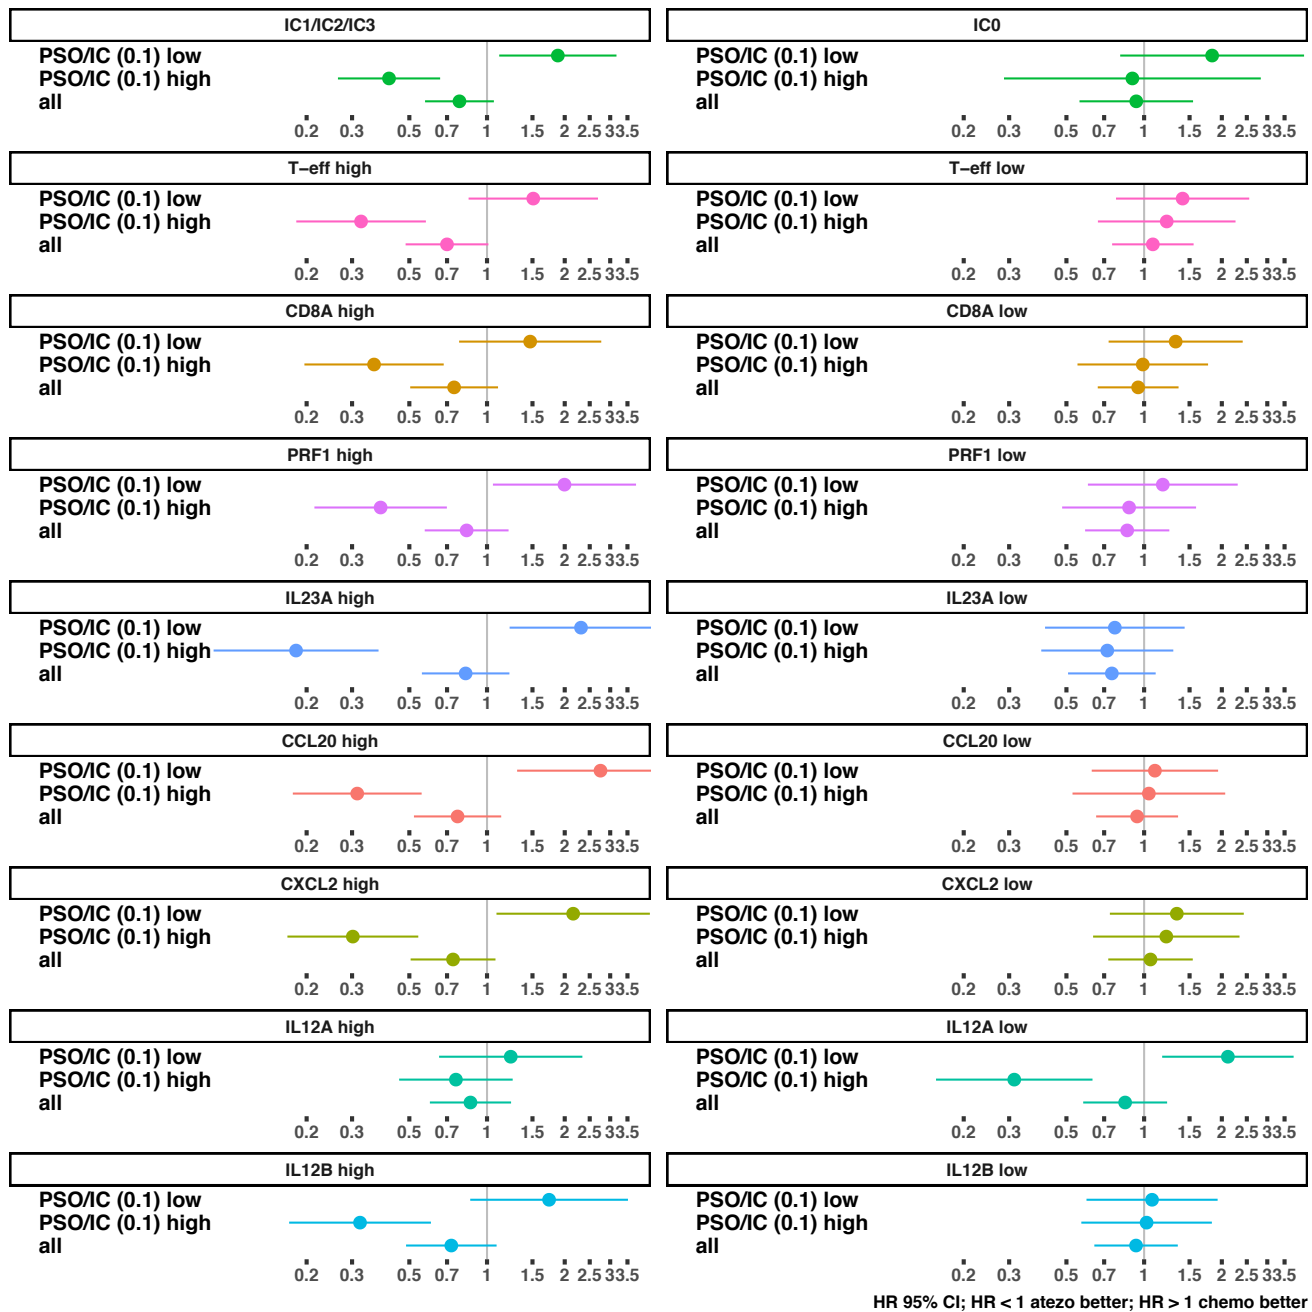 IC1/IC2/IC3
PSO/IC (0.1) low
PSO/IC (0.1) high
all
0.2 0.3 0.5 0.7 1 1.5 2 2.5 3 3.5
IC0
PSO/IC (0.1) low
PSO/IC (0.1) high
all
0.2 0.3 0.5 0.7 1 1.5 2 2.5 3 3.5
T−eff high
PSO/IC (0.1) low
PSO/IC (0.1) high
all
0.2 0.3 0.5 0.7 1 1.5 2 2.5 3 3.5
T−eff low
PSO/IC (0.1) low
PSO/IC (0.1) high
all
0.2 0.3 0.5 0.7 1 1.5 2 2.5 3 3.5
CD8A high
PSO/IC (0.1) low
PSO/IC (0.1) high
all
0.2 0.3 0.5 0.7 1 1.5 2 2.5 3 3.5
CD8A low
PSO/IC (0.1) low
PSO/IC (0.1) high
all
0.2 0.3 0.5 0.7 1 1.5 2 2.5 3 3.5
PRF1 high
PSO/IC (0.1) low
PSO/IC (0.1) high
all
0.2 0.3 0.5 0.7 1 1.5 2 2.5 3 3.5
PRF1 low
PSO/IC (0.1) low
PSO/IC (0.1) high
all
0.2 0.3 0.5 0.7 1 1.5 2 2.5 3 3.5
IL23A high
PSO/IC (0.1) low
PSO/IC (0.1) high
all
0.2 0.3 0.5 0.7 1 1.5 2 2.5 3 3.5
IL23A low
PSO/IC (0.1) low
PSO/IC (0.1) high
all
0.2 0.3 0.5 0.7 1 1.5 2 2.5 3 3.5
CCL20 high
PSO/IC (0.1) low
PSO/IC (0.1) high
all
0.2 0.3 0.5 0.7 1 1.5 2 2.5 3 3.5
CCL20 low
PSO/IC (0.1) low
PSO/IC (0.1) high
all
0.2 0.3 0.5 0.7 1 1.5 2 2.5 3 3.5
CXCL2 high
PSO/IC (0.1) low
PSO/IC (0.1) high
all
0.2 0.3 0.5 0.7 1 1.5 2 2.5 3 3.5
CXCL2 low
PSO/IC (0.1) low
PSO/IC (0.1) high
all
0.2 0.3 0.5 0.7 1 1.5 2 2.5 3 3.5
IL12A high
PSO/IC (0.1) low
PSO/IC (0.1) high
all
0.2 0.3 0.5 0.7 1 1.5 2 2.5 3 3.5
IL12A low
PSO/IC (0.1) low
PSO/IC (0.1) high
all
0.2 0.3 0.5 0.7 1 1.5 2 2.5 3 3.5
IL12B high
PSO/IC (0.1) low
PSO/IC (0.1) high
all
0.2 0.3 0.5 0.7 1 1.5 2 2.5 3 3.5
IL12B low
PSO/IC (0.1) low
PSO/IC (0.1) high
all
0.2 0.3 0.5 0.7 1 1.5 2 2.5 3 3.5
HR 95% CI; HR < 1 atezo better; HR > 1 chemo better